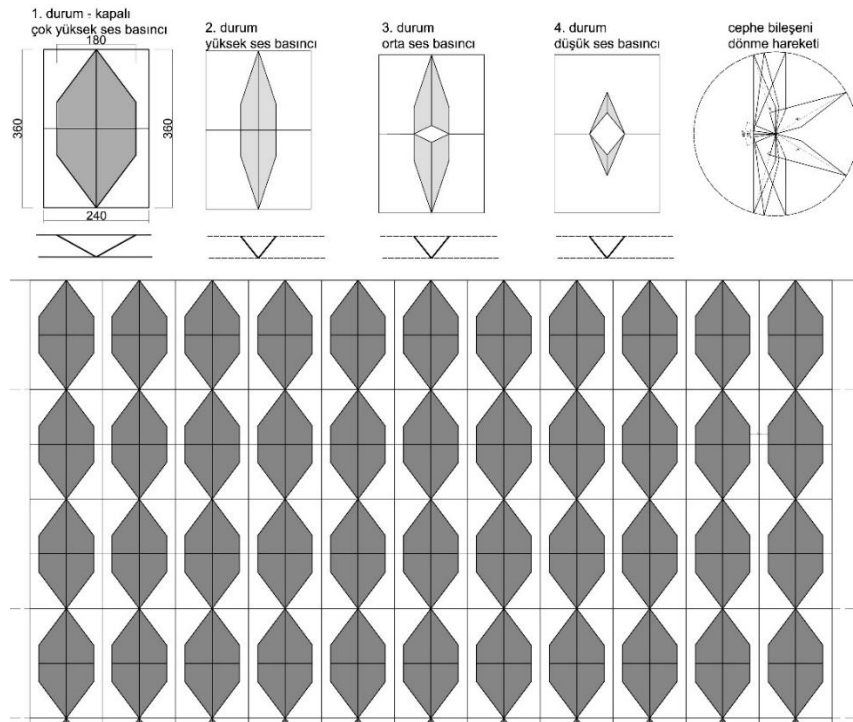 1. durum - kapalı
çok yüksek ses basıncı
180
360
360
240
2. durum
yüksek ses basıncı
3. durum
orta ses basıncı
4. durum
düşük ses basıncı
cephe bileşeni
dönme hareketi